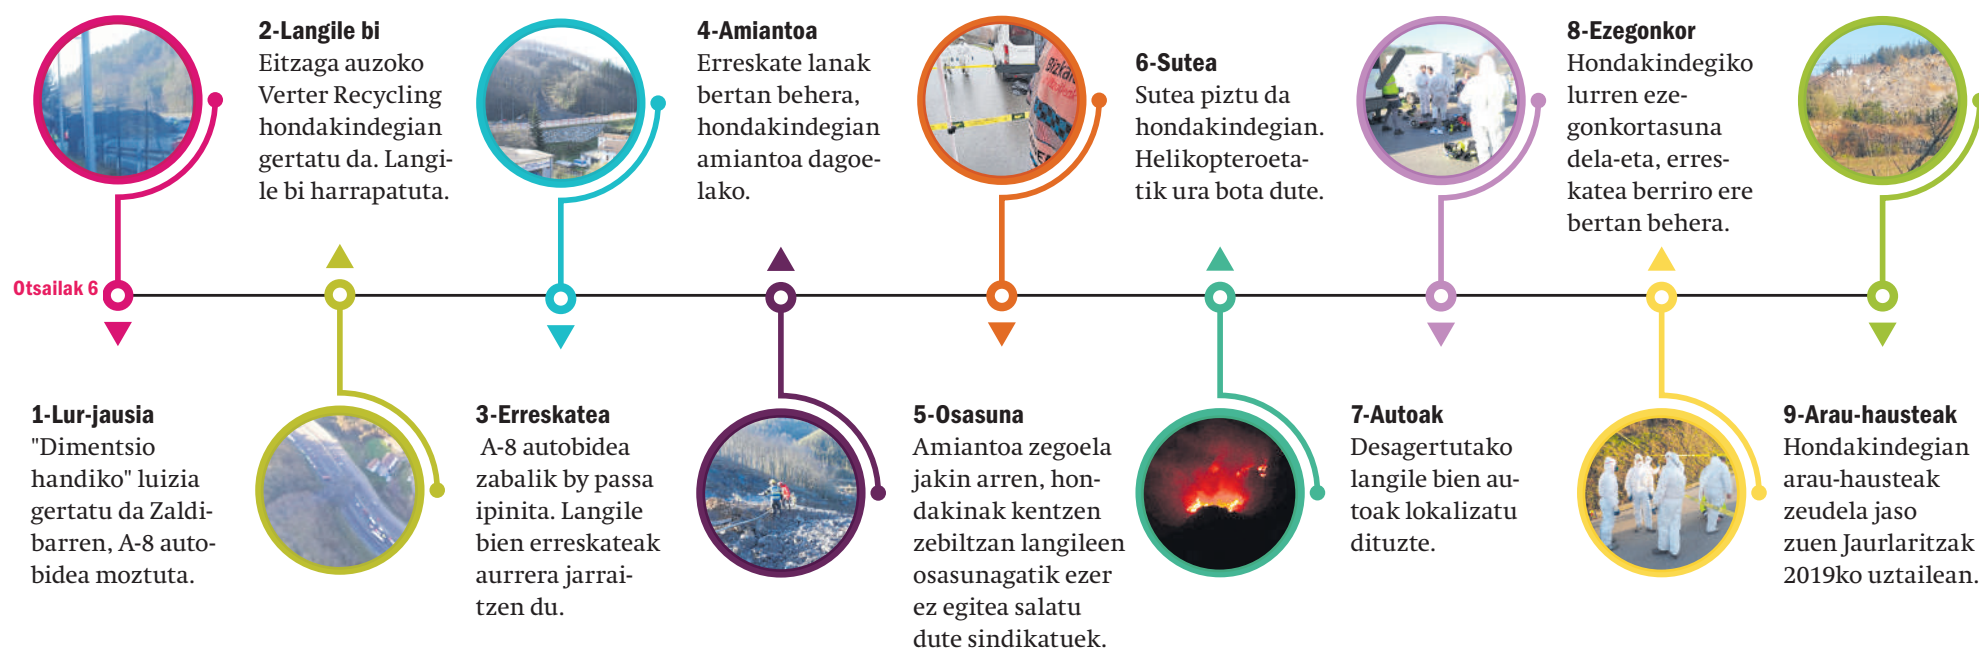 2-Langile bi
Eitzaga auzoko
Verter Recycling
hondakindegian
gertatu da. Langi-
le bi harrapatuta.
4-Amiantoa
Erreskate lanak
bertan behera,
hondakindegian
amiantoa dagoe-
lako.
6-Sutea
Sutea piztu da
hondakindegian.
Helikopteroeta-
tik ura bota dute.
8-Ezegonkor
Hondakindegiko
lurren eze-
gonkortasuna
dela-eta, erres-
katea berriro ere
bertan behera.
Otsailak 6
1-Lur-jausia
"Dimentsio
handiko" luizia
gertatu da Zaldi-
barren, A-8 auto-
bidea moztuta.
3-Erreskatea
A-8 autobidea
zabalik by passa
ipinita. Langile
bien erreskateak
aurrera jarrai-
tzen du.
5-Osasuna
Amiantoa zegoela
jakin arren, hon-
dakinak kentzen
zebiltzan langileen
osasunagatik ezer
ez egitea salatu
dute sindikatuek.
7-Autoak
Desagertutako
langile bien au-
toak lokalizatu
dituzte.
9-Arau-hausteak
Hondakindegian
arau-hausteak
zeudela jaso
zuen Jaurlaritzak
2019ko uztailean.